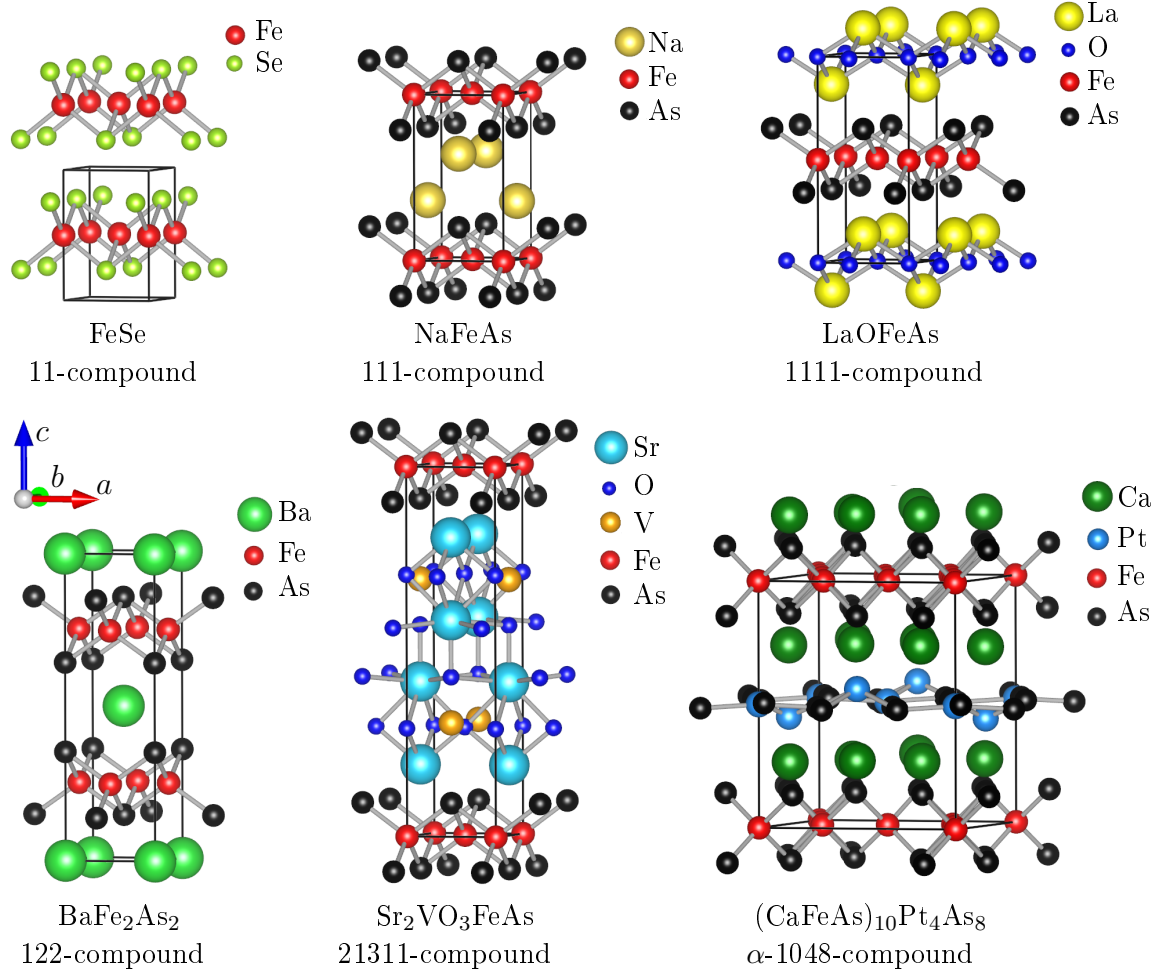 Fe
Se
FeSe
11-compound
Na
Fe
As
NaFeAs
111-compound
La
O
Fe
As
LaOFeAs
1111-compound
c
b
a
Ba
Fe
As
BaFe₂As₂
122-compound
Sr
O
V
Fe
As
Sr₂VO₃FeAs
21311-compound
Ca
Pt
Fe
As
(CaFeAs)₁₀Pt₄As₈
α-1048-compound